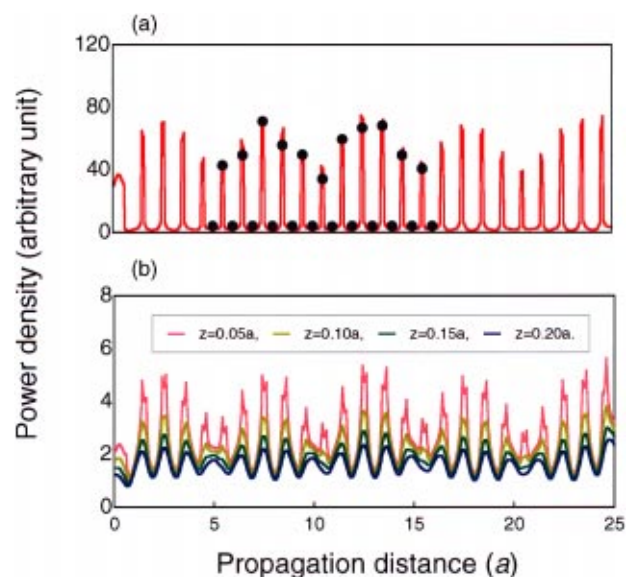 (a)
120
80
40
0
(b)
8
z=0.05a, z=0.10a, z=0.15a, z=0.20a.
6
4
2
0
0 5 10 15 20 25
Power density (arbitrary unit)
Propagation distance (a)